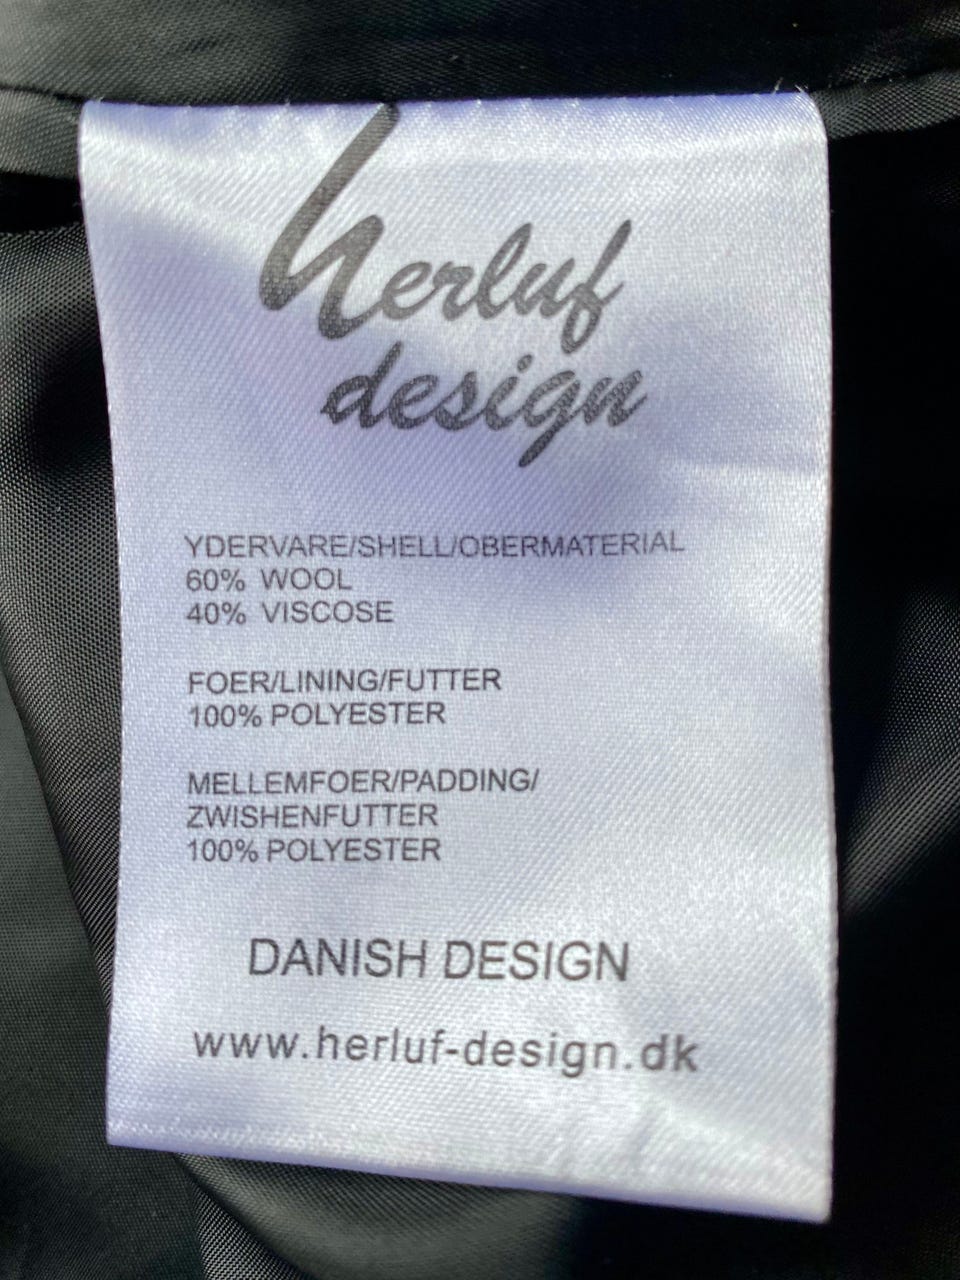 herluf
design
YDERVARE/SHELL/OBERMATERIAL
60% WOOL
40% VISCOSE
FOER/LINING/FUTTER
100% POLYESTER
MELLEMFOER/PADDING/
ZWISHENFUTTER
100% POLYESTER
DANISH DESIGN
www.herluf-design.dk